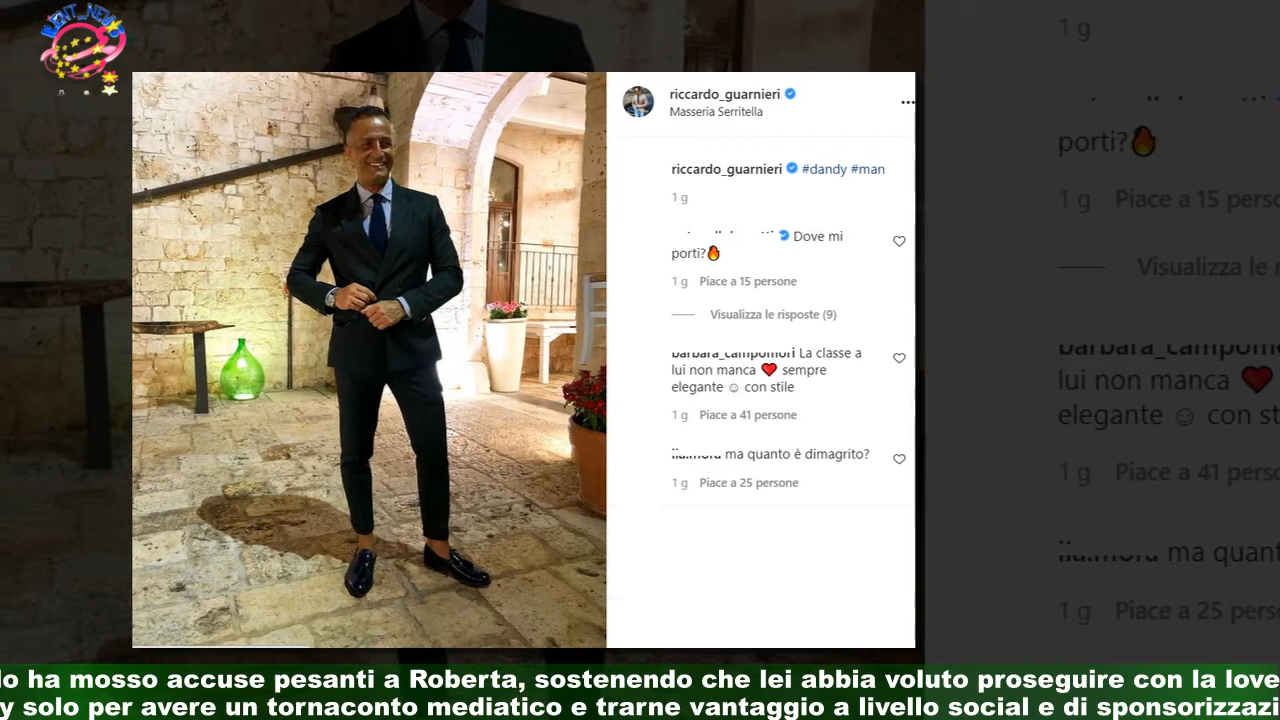 riccardo_guarnieri
Masseria Serritella
riccardo_guarnieri #dandy #man
1 g
Dove mi
porti?🔥
1 g Piace a 15 persone
Visualizza le risposte (9)
barbara_campomori La classe a
lui non manca ❤️ sempre
elegante ☺ con stile
1 g Piace a 41 persone
ma quanto è dimagrito?
1 g Piace a 25 persone
1 g
porti?🔥
1 g Piace a 15 perso
Visualizza le r
barbara_campomori
lui non manca ❤️
elegante ☺ con sti
1 g Piace a 41 perso
ma quant
1 g Piace a 25 pers
lo ha mosso accuse pesanti a Roberta, sostenendo che lei abbia voluto proseguire con la love
y solo per avere un tornaconto mediatico e trarne vantaggio a livello social e di sponsorizzazi